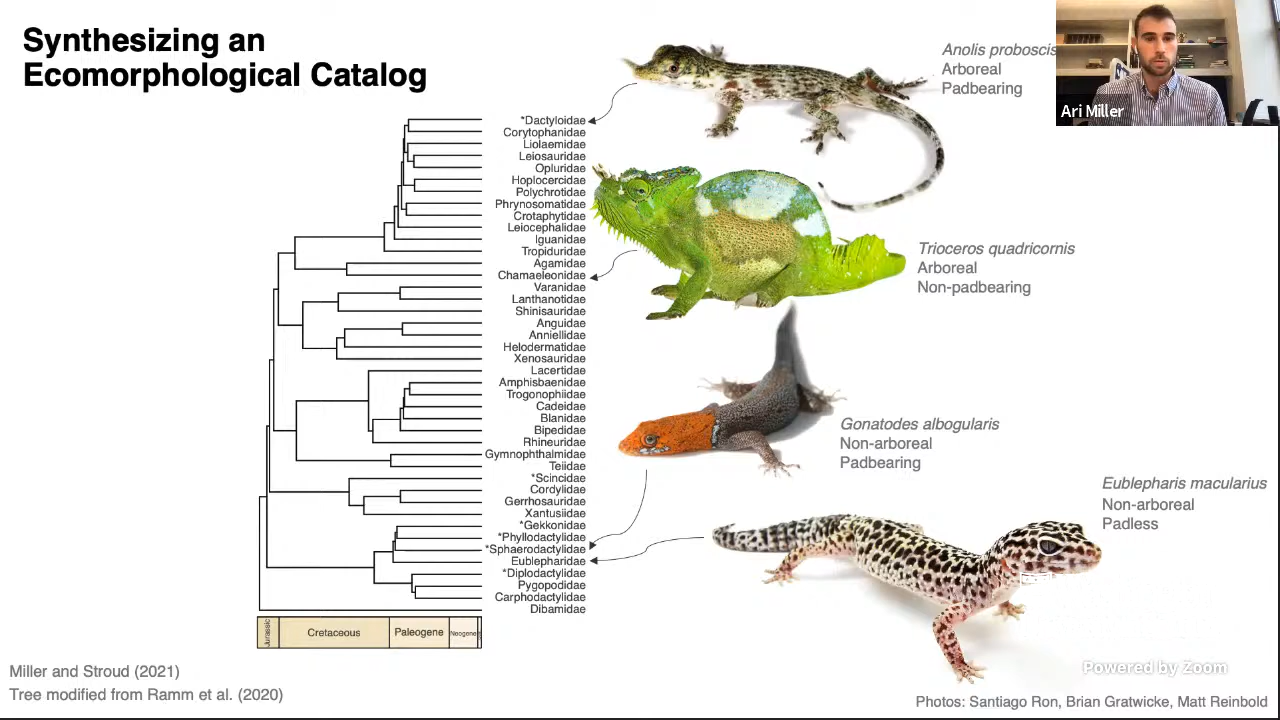 Synthesizing an
Ecomorphological Catalog
Anolis proboscis
Arboreal
Padbearing
Ari Miller
*Dactyloidae
Corytophanidae
Liolaemidae
Leiosauridae
Opluridae
Hoplocercidae
Polychrotidae
Phrynosomatidae
Crotaphytidae
Leiocephalidae
Iguanidae
Tropiduridae
Agamidae
Chamaeleonidae
Varanidae
Lanthanotidae
Shinisauridae
Anguidae
Anniellidae
Helodermatidae
Xenosauridae
Lacertidae
Amphisbaenidae
Trogonophiidae
Cadeidae
Blanidae
Bipedidae
Rhineuridae
Gymnophthalmidae
Teiidae
*Scincidae
Cordylidae
Gerrhosauridae
Xantusiidae
*Gekkonidae
*Phyllodactylidae
*Sphaerodactylidae
Eublepharidae
*Diplodactylidae
Pygopodidae
Carphodactylidae
Dibamidae
Trioceros quadricornis
Arboreal
Non-padbearing
Gonatodes albogularis
Non-arboreal
Padbearing
Eublepharis macularius
Non-arboreal
Padless
Jurassic
Cretaceous
Paleogene
Neogene
Miller and Stroud (2021)
Tree modified from Ramm et al. (2020)
Powered by Zoom
Photos: Santiago Ron, Brian Gratwicke, Matt Reinbold